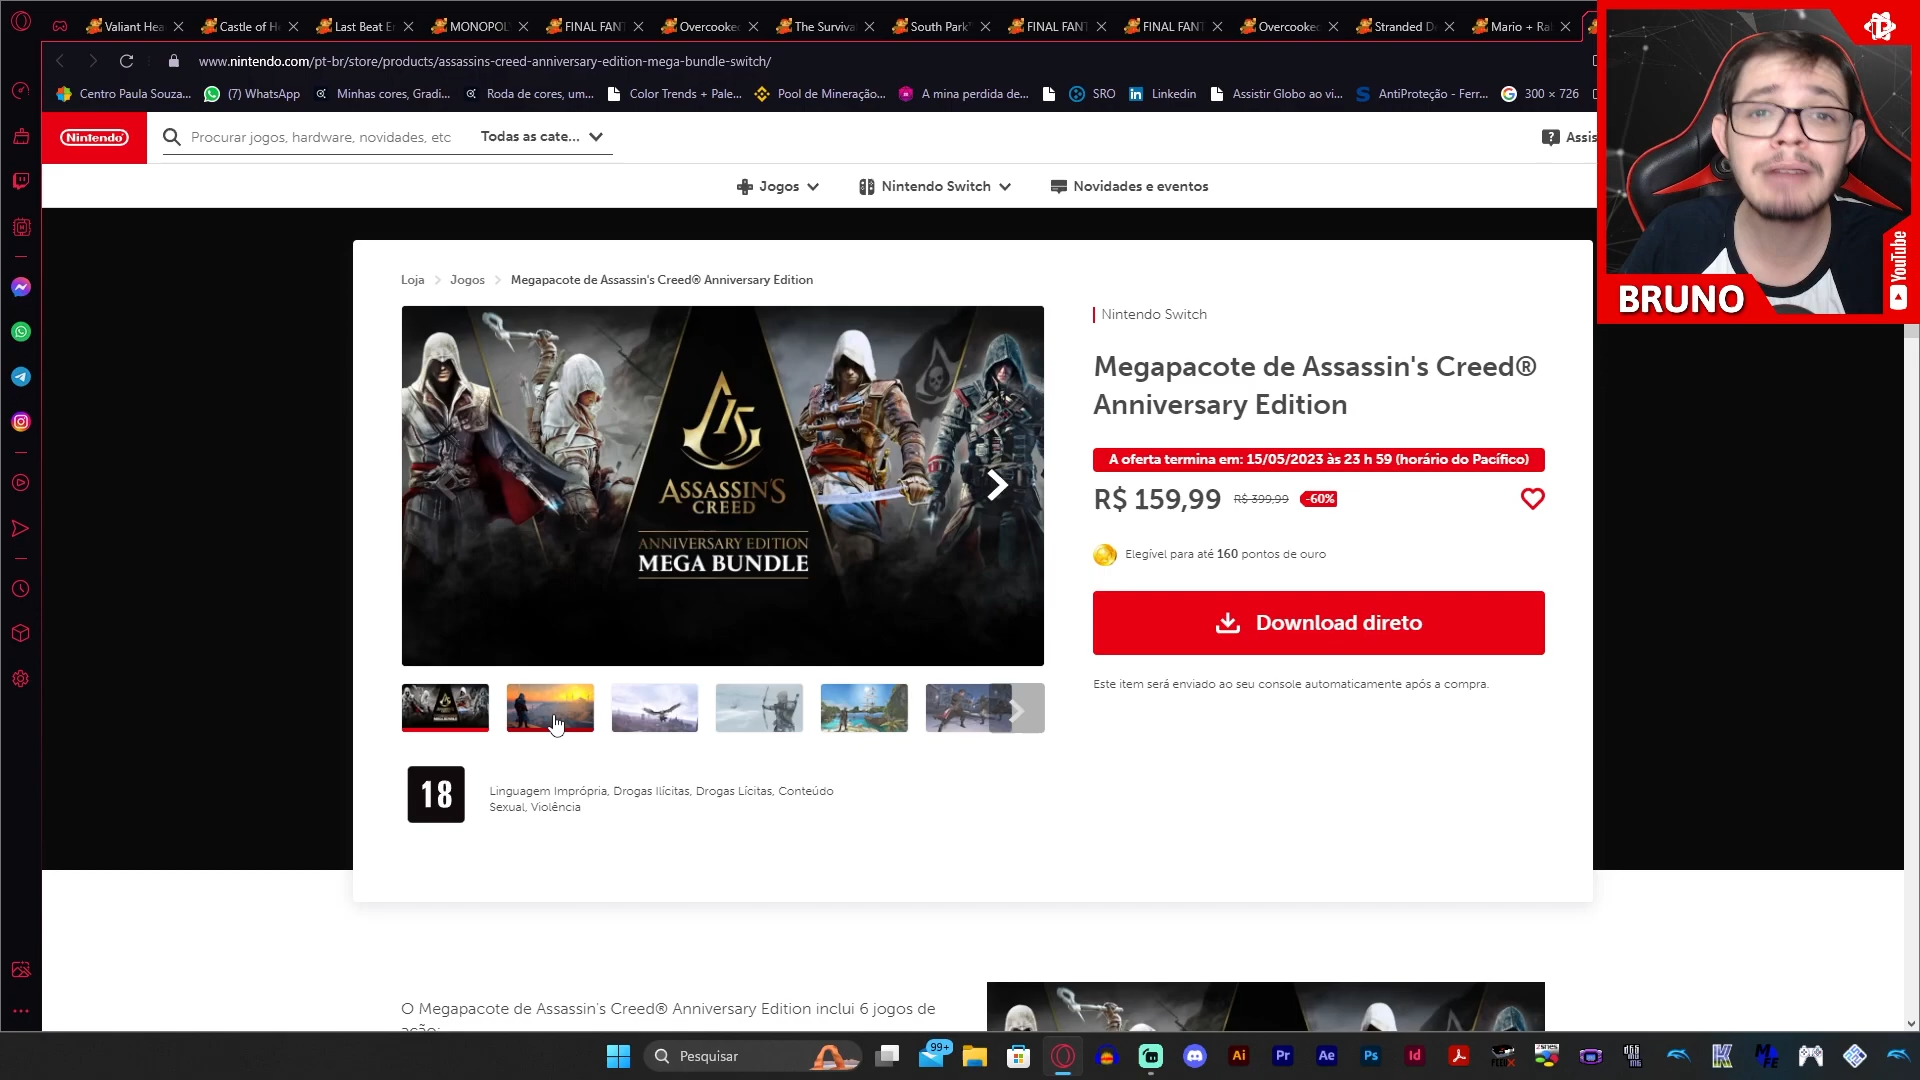 Valiant Hea
Castle of H
Last Beat E
MONOPOL
FINAL FAN
Overcooke
The Surviva
South Park
FINAL FANT
FINAL FANT
Overcooke
Stranded D
Mario + Ra
www.nintendo.com/pt-br/store/products/assassins-creed-anniversary-edition-mega-bundle-switch/
Centro Paula Souza...
(7) WhatsApp
Minhas cores, Gradi...
Roda de cores, um...
Color Trends + Pale...
Pool de Mineração...
A mina perdida de...
SRO
Linkedin
Assistir Globo ao vi...
AntiProteção - Ferr...
300 × 726
Nintendo
Procurar jogos, hardware, novidades, etc
Todas as cate...
Assis
Jogos
Nintendo Switch
Novidades e eventos
YouTube
BRUNO
Loja
Jogos
Megapacote de Assassin's Creed® Anniversary Edition
ASSASSIN'S
CREED
ANNIVERSARY EDITION
MEGA BUNDLE
Nintendo Switch
Megapacote de Assassin's Creed®
Anniversary Edition
A oferta termina em: 15/05/2023 às 23 h 59 (horário do Pacífico)
R$ 159,99 R$ 399,99 -60%
Elegível para até 160 pontos de ouro
Download direto
Este item será enviado ao seu console automaticamente após a compra.
18
Linguagem Imprópria, Drogas Ilícitas, Drogas Lícitas, Conteúdo
Sexual, Violência
O Megapacote de Assassin's Creed® Anniversary Edition inclui 6 jogos de
ação:
Pesquisar
99+
Ai
Pr
Ae
Ps
Id